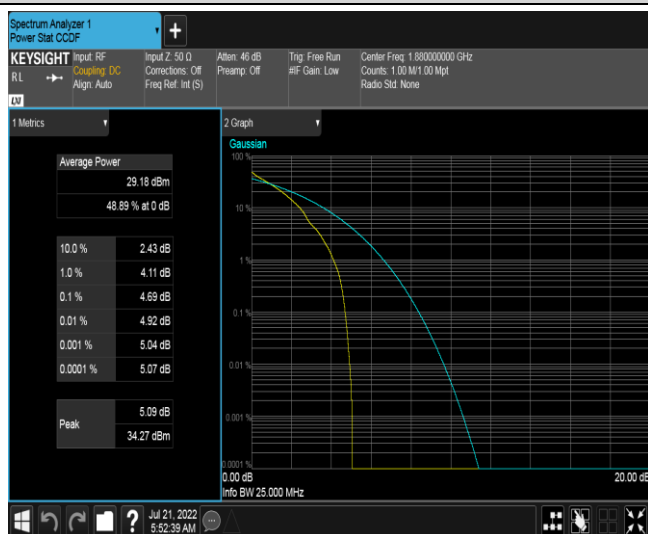 Spectrum Analyzer 1
Power Stat CCDF
+
KEYSIGHT
RL
LXI
Input: RF
Coupling: DC
Align: Auto
Input Z: 50 Ω
Corrections: Off
Freq Ref: Int (S)
Atten: 46 dB
Preamp: Off
Trig: Free Run
#IF Gain: Low
Center Freq: 1.880000000 GHz
Counts: 1.00 M/1.00 Mpt
Radio Std: None
1 Metrics
Average Power
29.18 dBm
48.89 % at 0 dB
10.0 % 2.43 dB
1.0 % 4.11 dB
0.1 % 4.69 dB
0.01 % 4.92 dB
0.001 % 5.04 dB
0.0001 % 5.07 dB
Peak
5.09 dB
34.27 dBm
2 Graph
Gaussian
100 %
10 %
1 %
0.1 %
0.01 %
0.001 %
0.0001 %
0.00 dB
20.00 dB
Info BW 25.000 MHz
?
Jul 21, 2022
5:52:39 AM